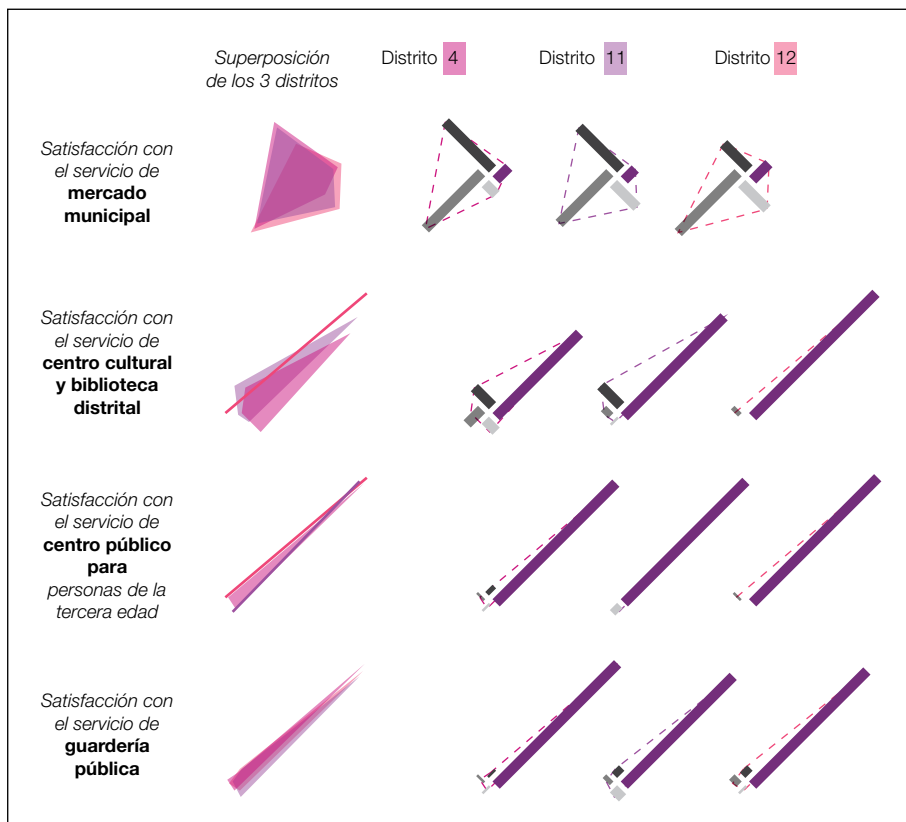 Superposición
de los 3 distritos
Distrito 4
Distrito 11
Distrito 12
Satisfacción con
el servicio de
mercado
municipal
Satisfacción con
el servicio de
centro cultural
y biblioteca
distrital
Satisfacción con
el servicio de
centro público
para
personas de la
tercera edad
Satisfacción con
el servicio de
guardería
pública